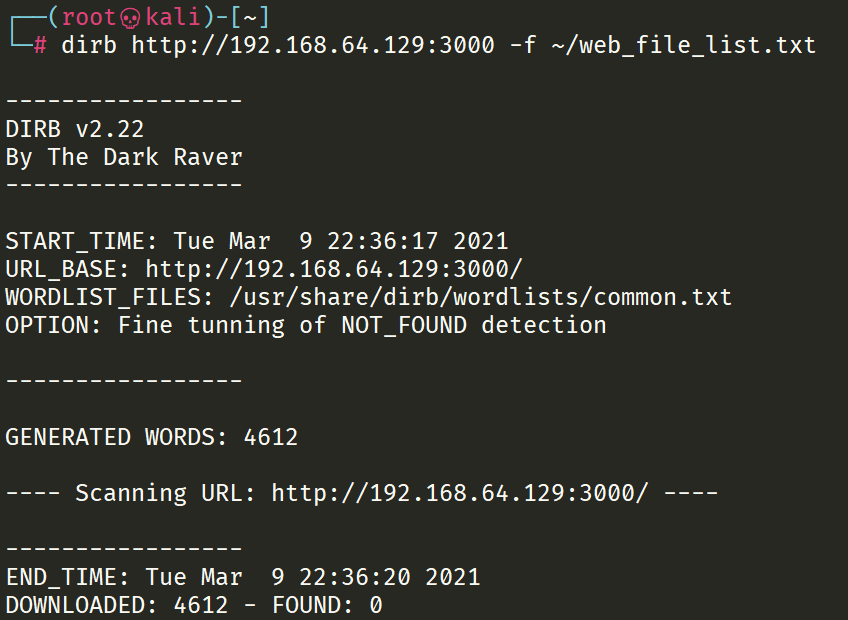 ┌──(root💀kali)-[~]
└─# dirb http://192.168.64.129:3000 -f ~/web_file_list.txt
-----------------
DIRB v2.22
By The Dark Raver
-----------------
START_TIME: Tue Mar  9 22:36:17 2021
URL_BASE: http://192.168.64.129:3000/
WORDLIST_FILES: /usr/share/dirb/wordlists/common.txt
OPTION: Fine tunning of NOT_FOUND detection
-----------------
GENERATED WORDS: 4612
---- Scanning URL: http://192.168.64.129:3000/ ----
-----------------
END_TIME: Tue Mar  9 22:36:20 2021
DOWNLOADED: 4612 - FOUND: 0